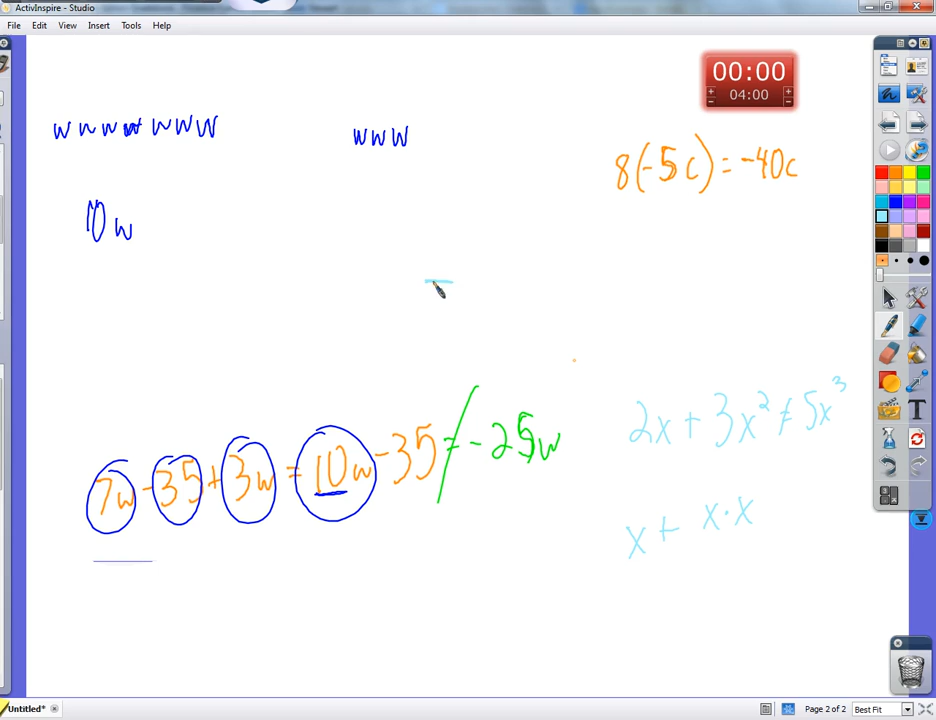 ActivInspire - Studio
File Edit View Insert Tools Help
00:00
04:00
w w w w w w w
w w w
8(-5c) = -40c
10w
2x + 3x² ≠ 5x³
7w - 35 + 3w = 10w - 35 ≠ -25w
x + x·x
Untitled*
Page 2 of 2
Best Fit